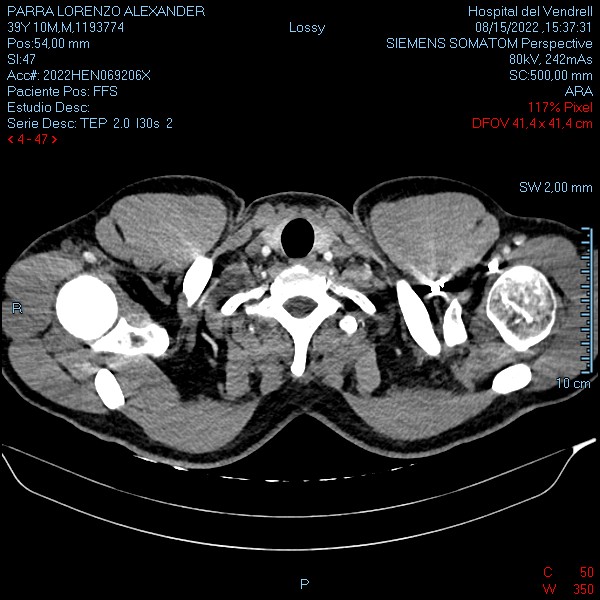 PARRA LORENZO ALEXANDER
39Y 10M,M,1193774
Pos:54,00 mm
SI:47
Acc#: 2022HEN069206X
Paciente Pos: FFS
Estudio Desc:
Serie Desc: TEP 2.0 I30s 2
< 4 - 47 >
Lossy
Hospital del Vendrell
08/15/2022 ,15:37:31
SIEMENS SOMATOM Perspective
80kV, 242mAs
SC:500,00 mm
ARA
117% Pixel
DFOV 41,4 x 41,4 cm
SW 2,00 mm
R
10 cm
P
C 50
W 350